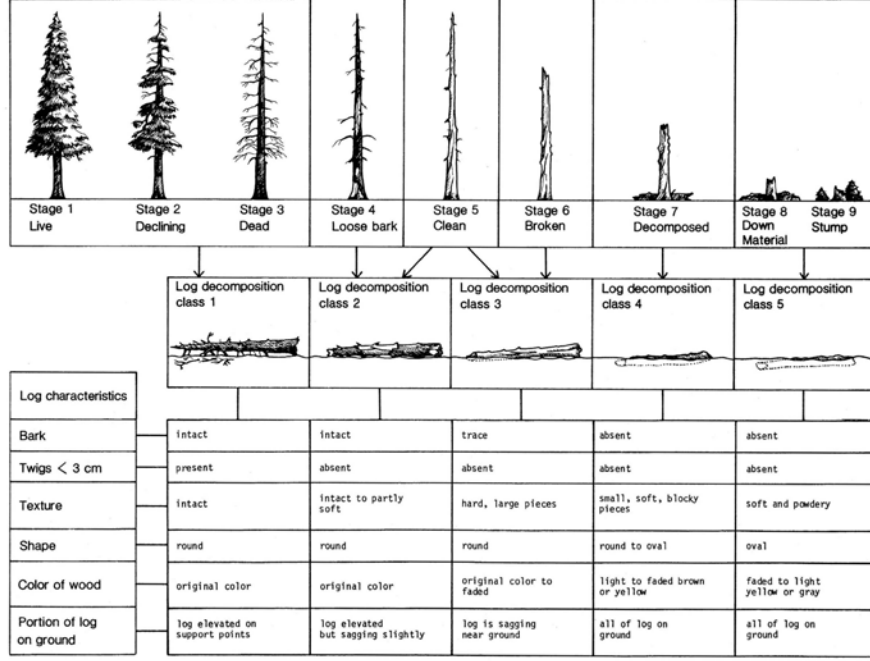 Stage 1
Live
Stage 2
Declining
Stage 3
Dead
Stage 4
Loose bark
Stage 5
Clean
Stage 6
Broken
Stage 7
Decomposed
Stage 8
Down
Material
Stage 9
Stump
Log decomposition
class 1
Log decomposition
class 2
Log decomposition
class 3
Log decomposition
class 4
Log decomposition
class 5
Log characteristics
Bark
intact
intact
trace
absent
absent
Twigs < 3 cm
present
absent
absent
absent
absent
Texture
intact
intact to partly
soft
hard, large pieces
small, soft, blocky
pieces
soft and powdery
Shape
round
round
round
round to oval
oval
Color of wood
original color
original color
original color to
faded
light to faded brown
or yellow
faded to light
yellow or gray
Portion of log
on ground
log elevated on
support points
log elevated
but sagging slightly
log is sagging
near ground
all of log on
ground
all of log on
ground